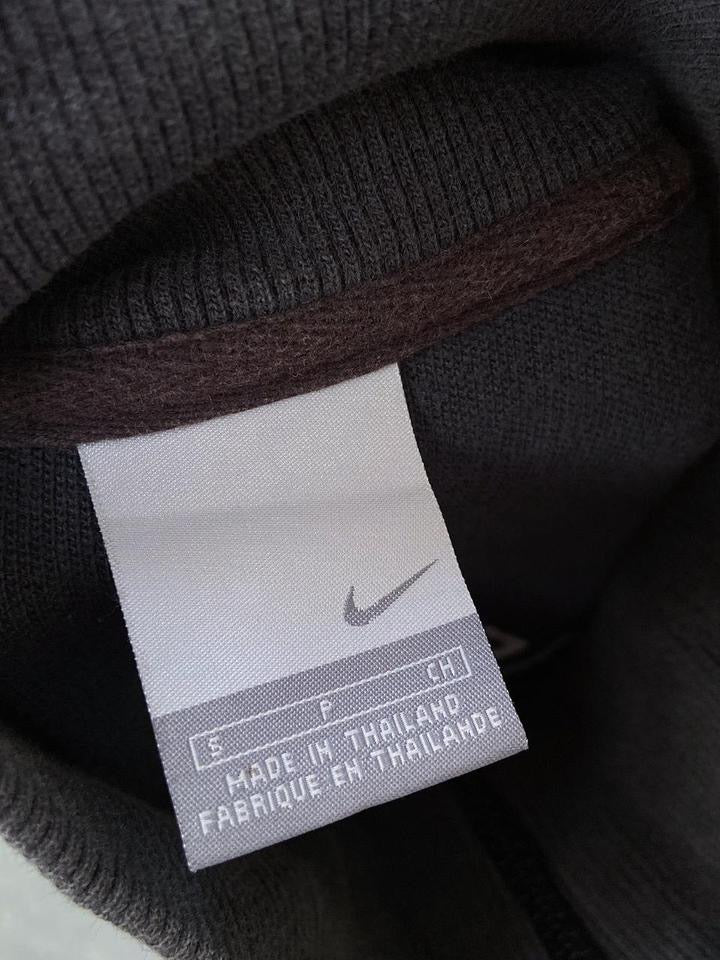 S P CH
MADE IN THAILAND
FABRIQUE EN THAILANDE